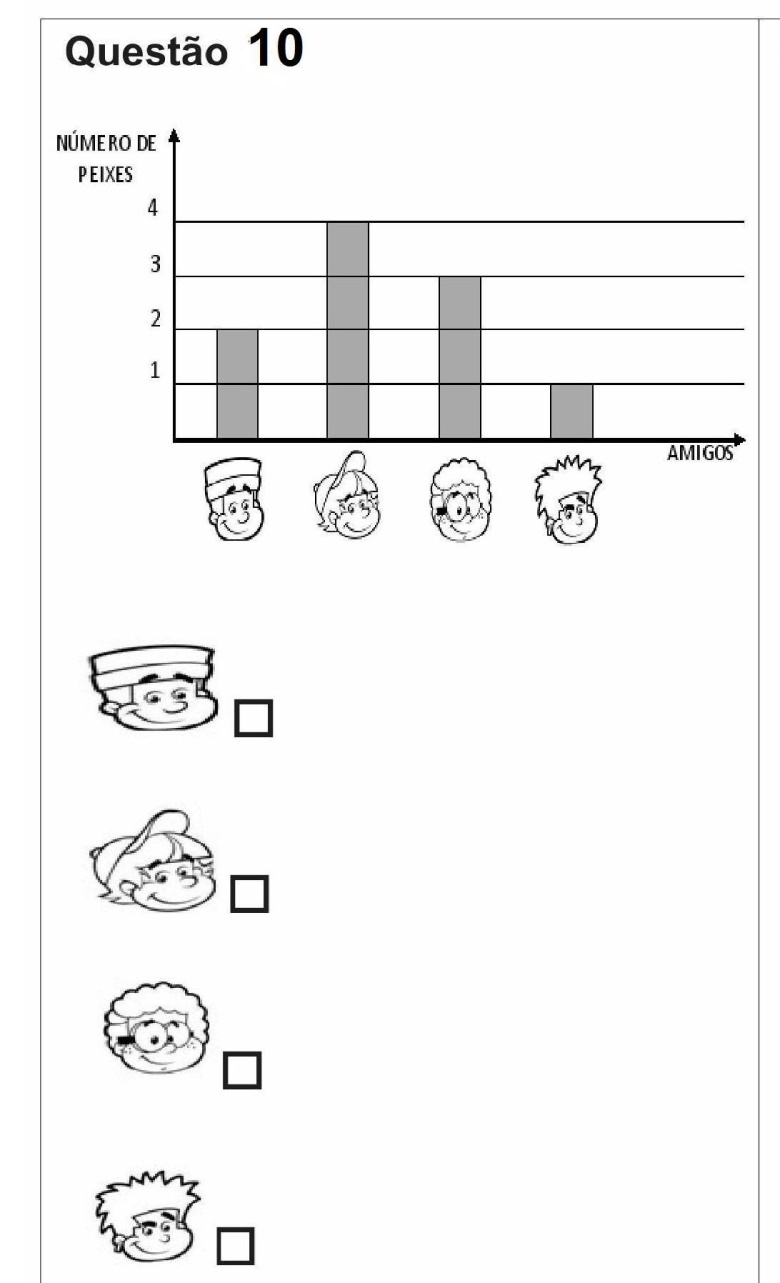 Questão 10
NÚMERO DE
PEIXES
4
3
2
1
AMIGOS